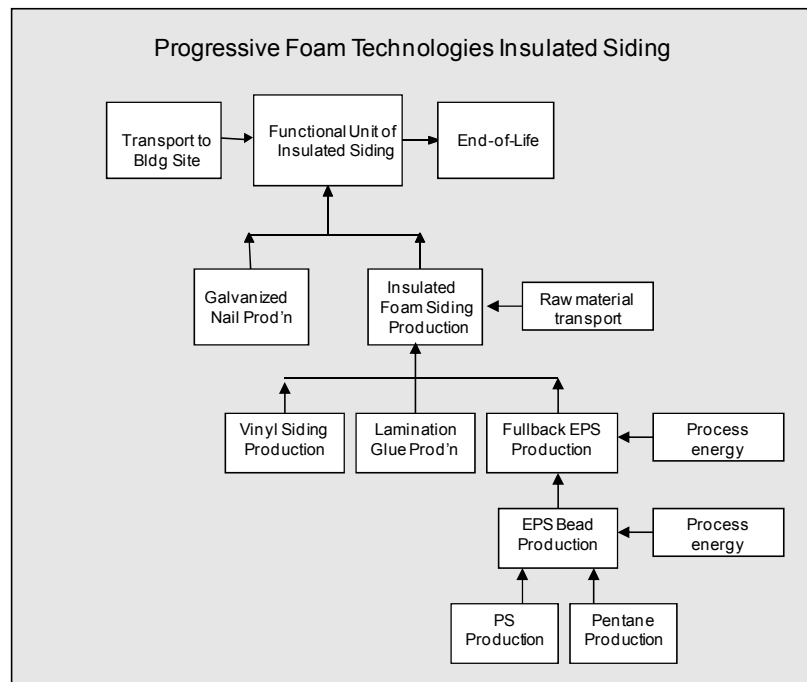 Progressive Foam Technologies Insulated Siding
Transport to
Bldg Site
Functional Unit of
Insulated Siding
End-of-Life
Galvanized
Nail Prod'n
Insulated
Foam Siding
Production
Raw material
transport
Vinyl Siding
Production
Lamination
Glue Prod'n
Fullback EPS
Production
Process
energy
EPS Bead
Production
Process
energy
PS
Production
Pentane
Production